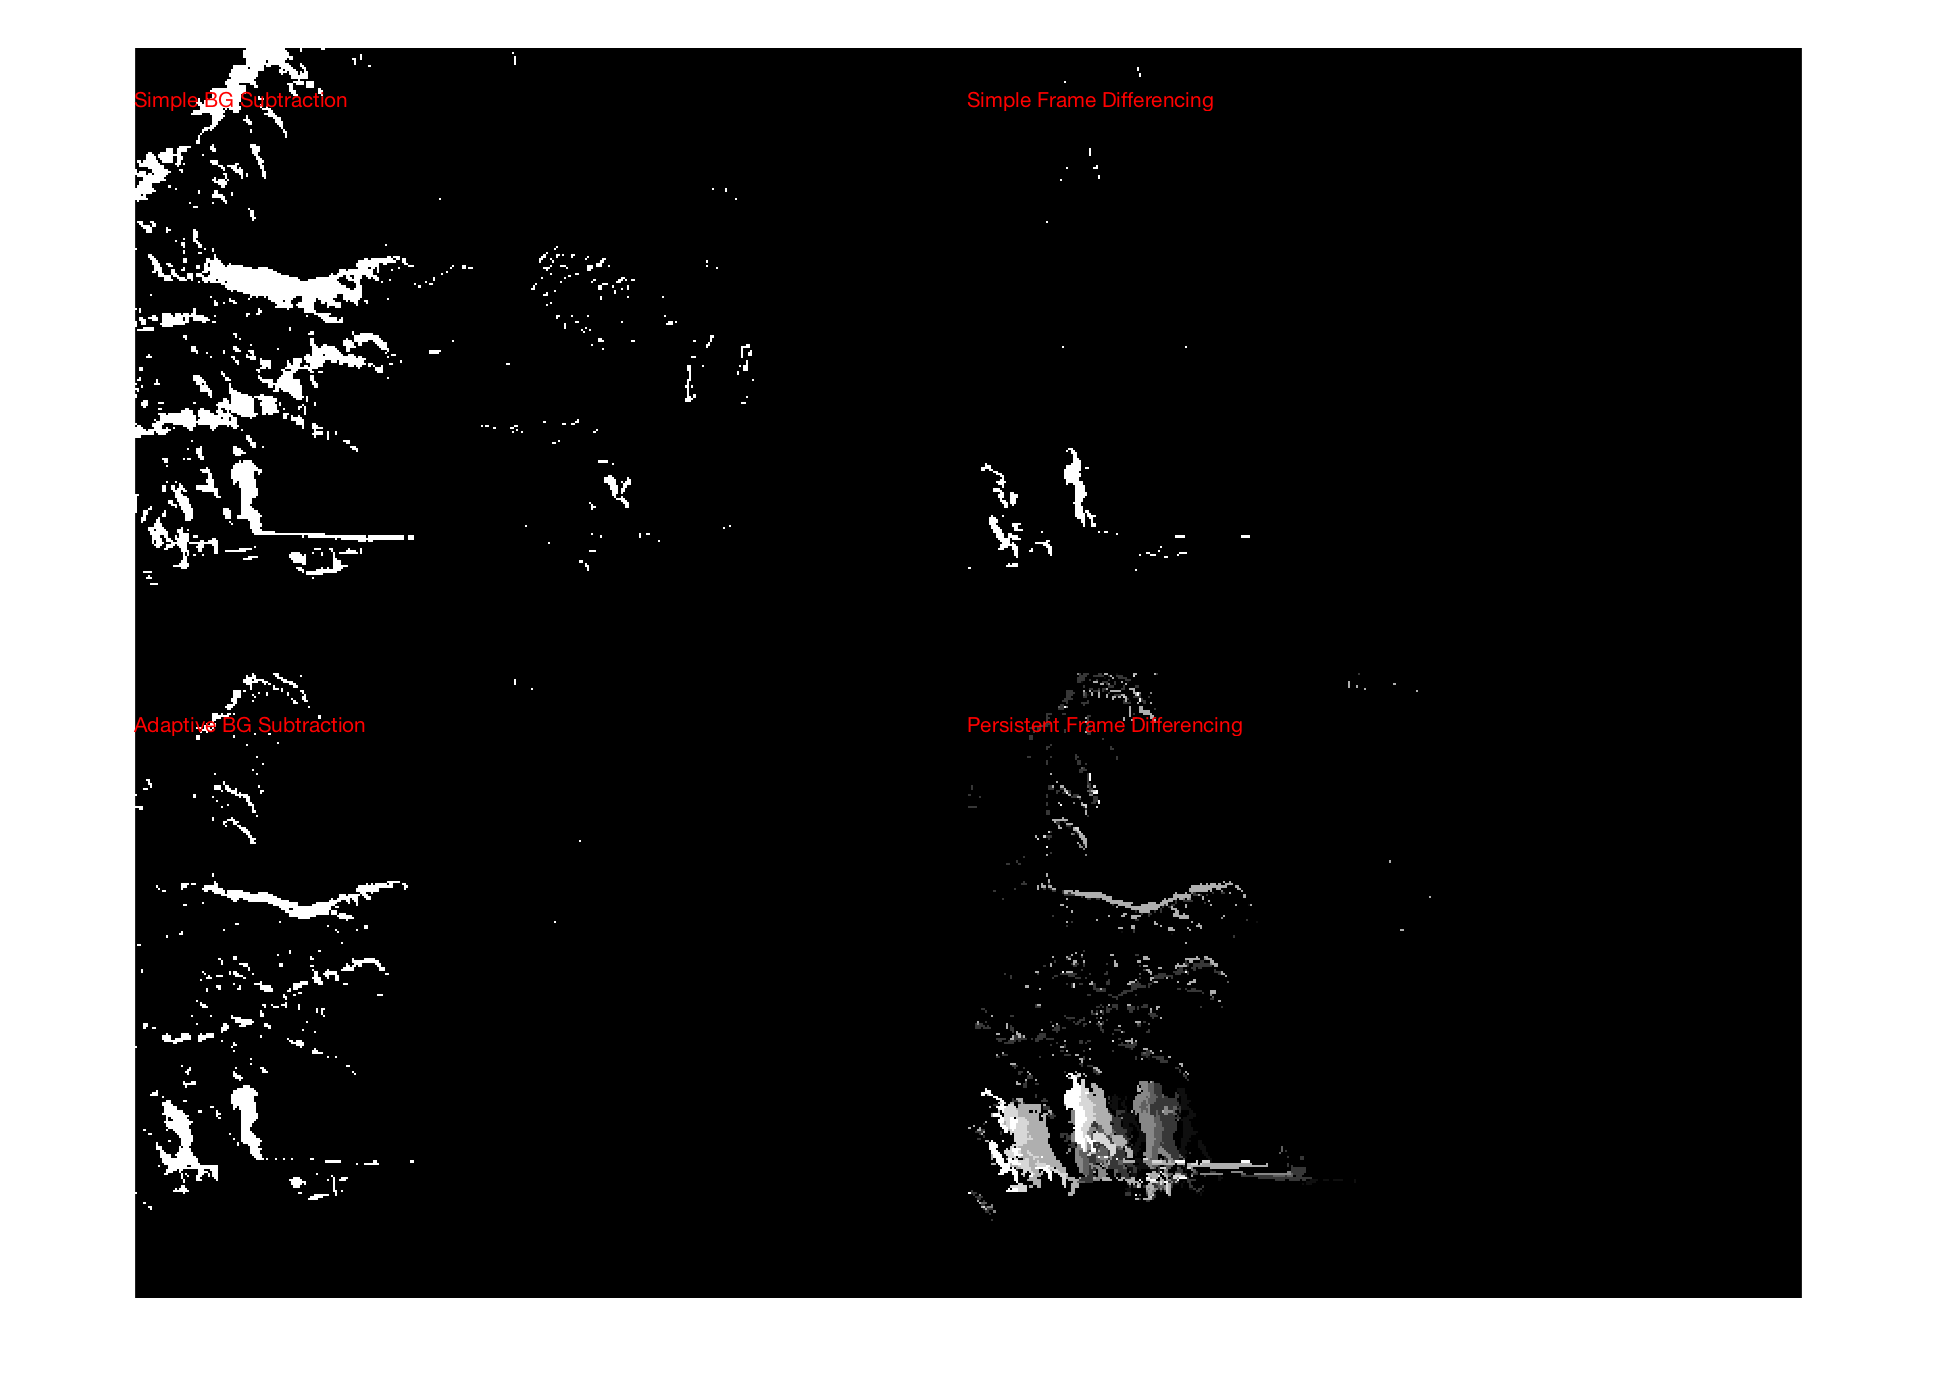 Simple BG Subtraction
Simple Frame Differencing
Adaptive BG Subtraction
Persistent Frame Differencing